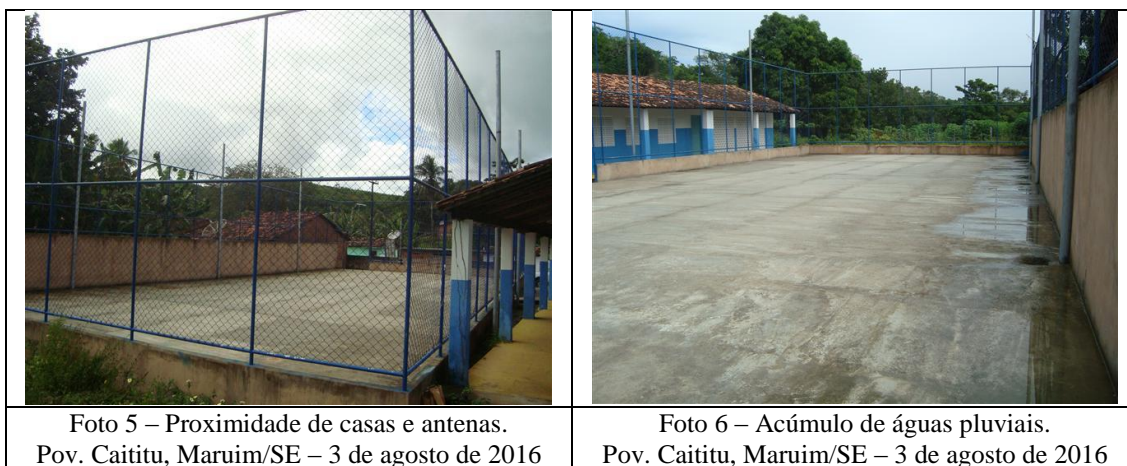 Foto 5 – Proximidade de casas e antenas.
Pov. Caititu, Maruim/SE – 3 de agosto de 2016
Foto 6 – Acúmulo de águas pluviais.
Pov. Caititu, Maruim/SE – 3 de agosto de 2016